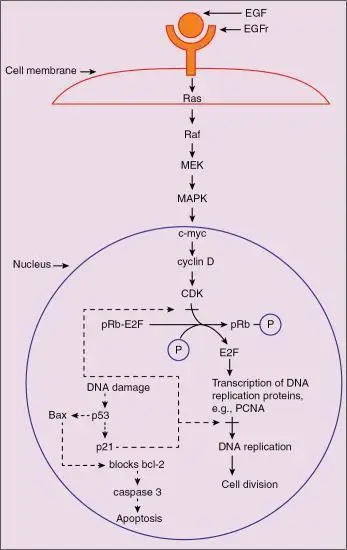 EGF
EGFr
Cell membrane
Ras
Raf
MEK
MAPK
c-myc
Nucleus
cyclin D
CDK
pRb-E2F
pRb
P
P
E2F
DNA damage
Transcription of DNA
replication proteins,
e.g., PCNA
Bax
p53
p21
DNA replication
blocks bcl-2
caspase 3
Cell division
Apoptosis